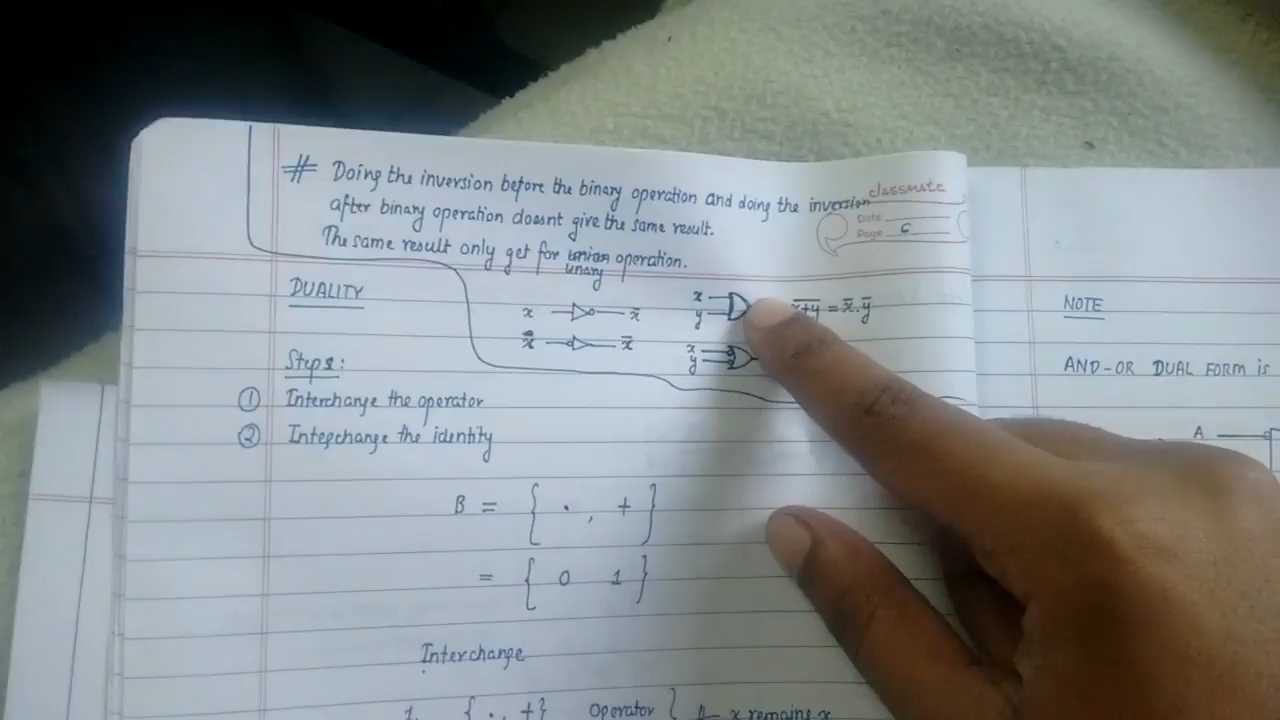 # Doing the inversion before the binary operation and doing the inversion
after binary operation doesnt give the same result.
The same result only get for unary operation.
classmate
Date
Page 6
DUALITY
x x̄
x y
x+y = x̄.ȳ
x̄ x̄
x y
Steps:
① Interchange the operator
② Interchange the identity
B = { . , + }
= { 0 1 }
Interchange
1. { ., +} operator } x remains x
NOTE
AND-OR DUAL FORM IS
A